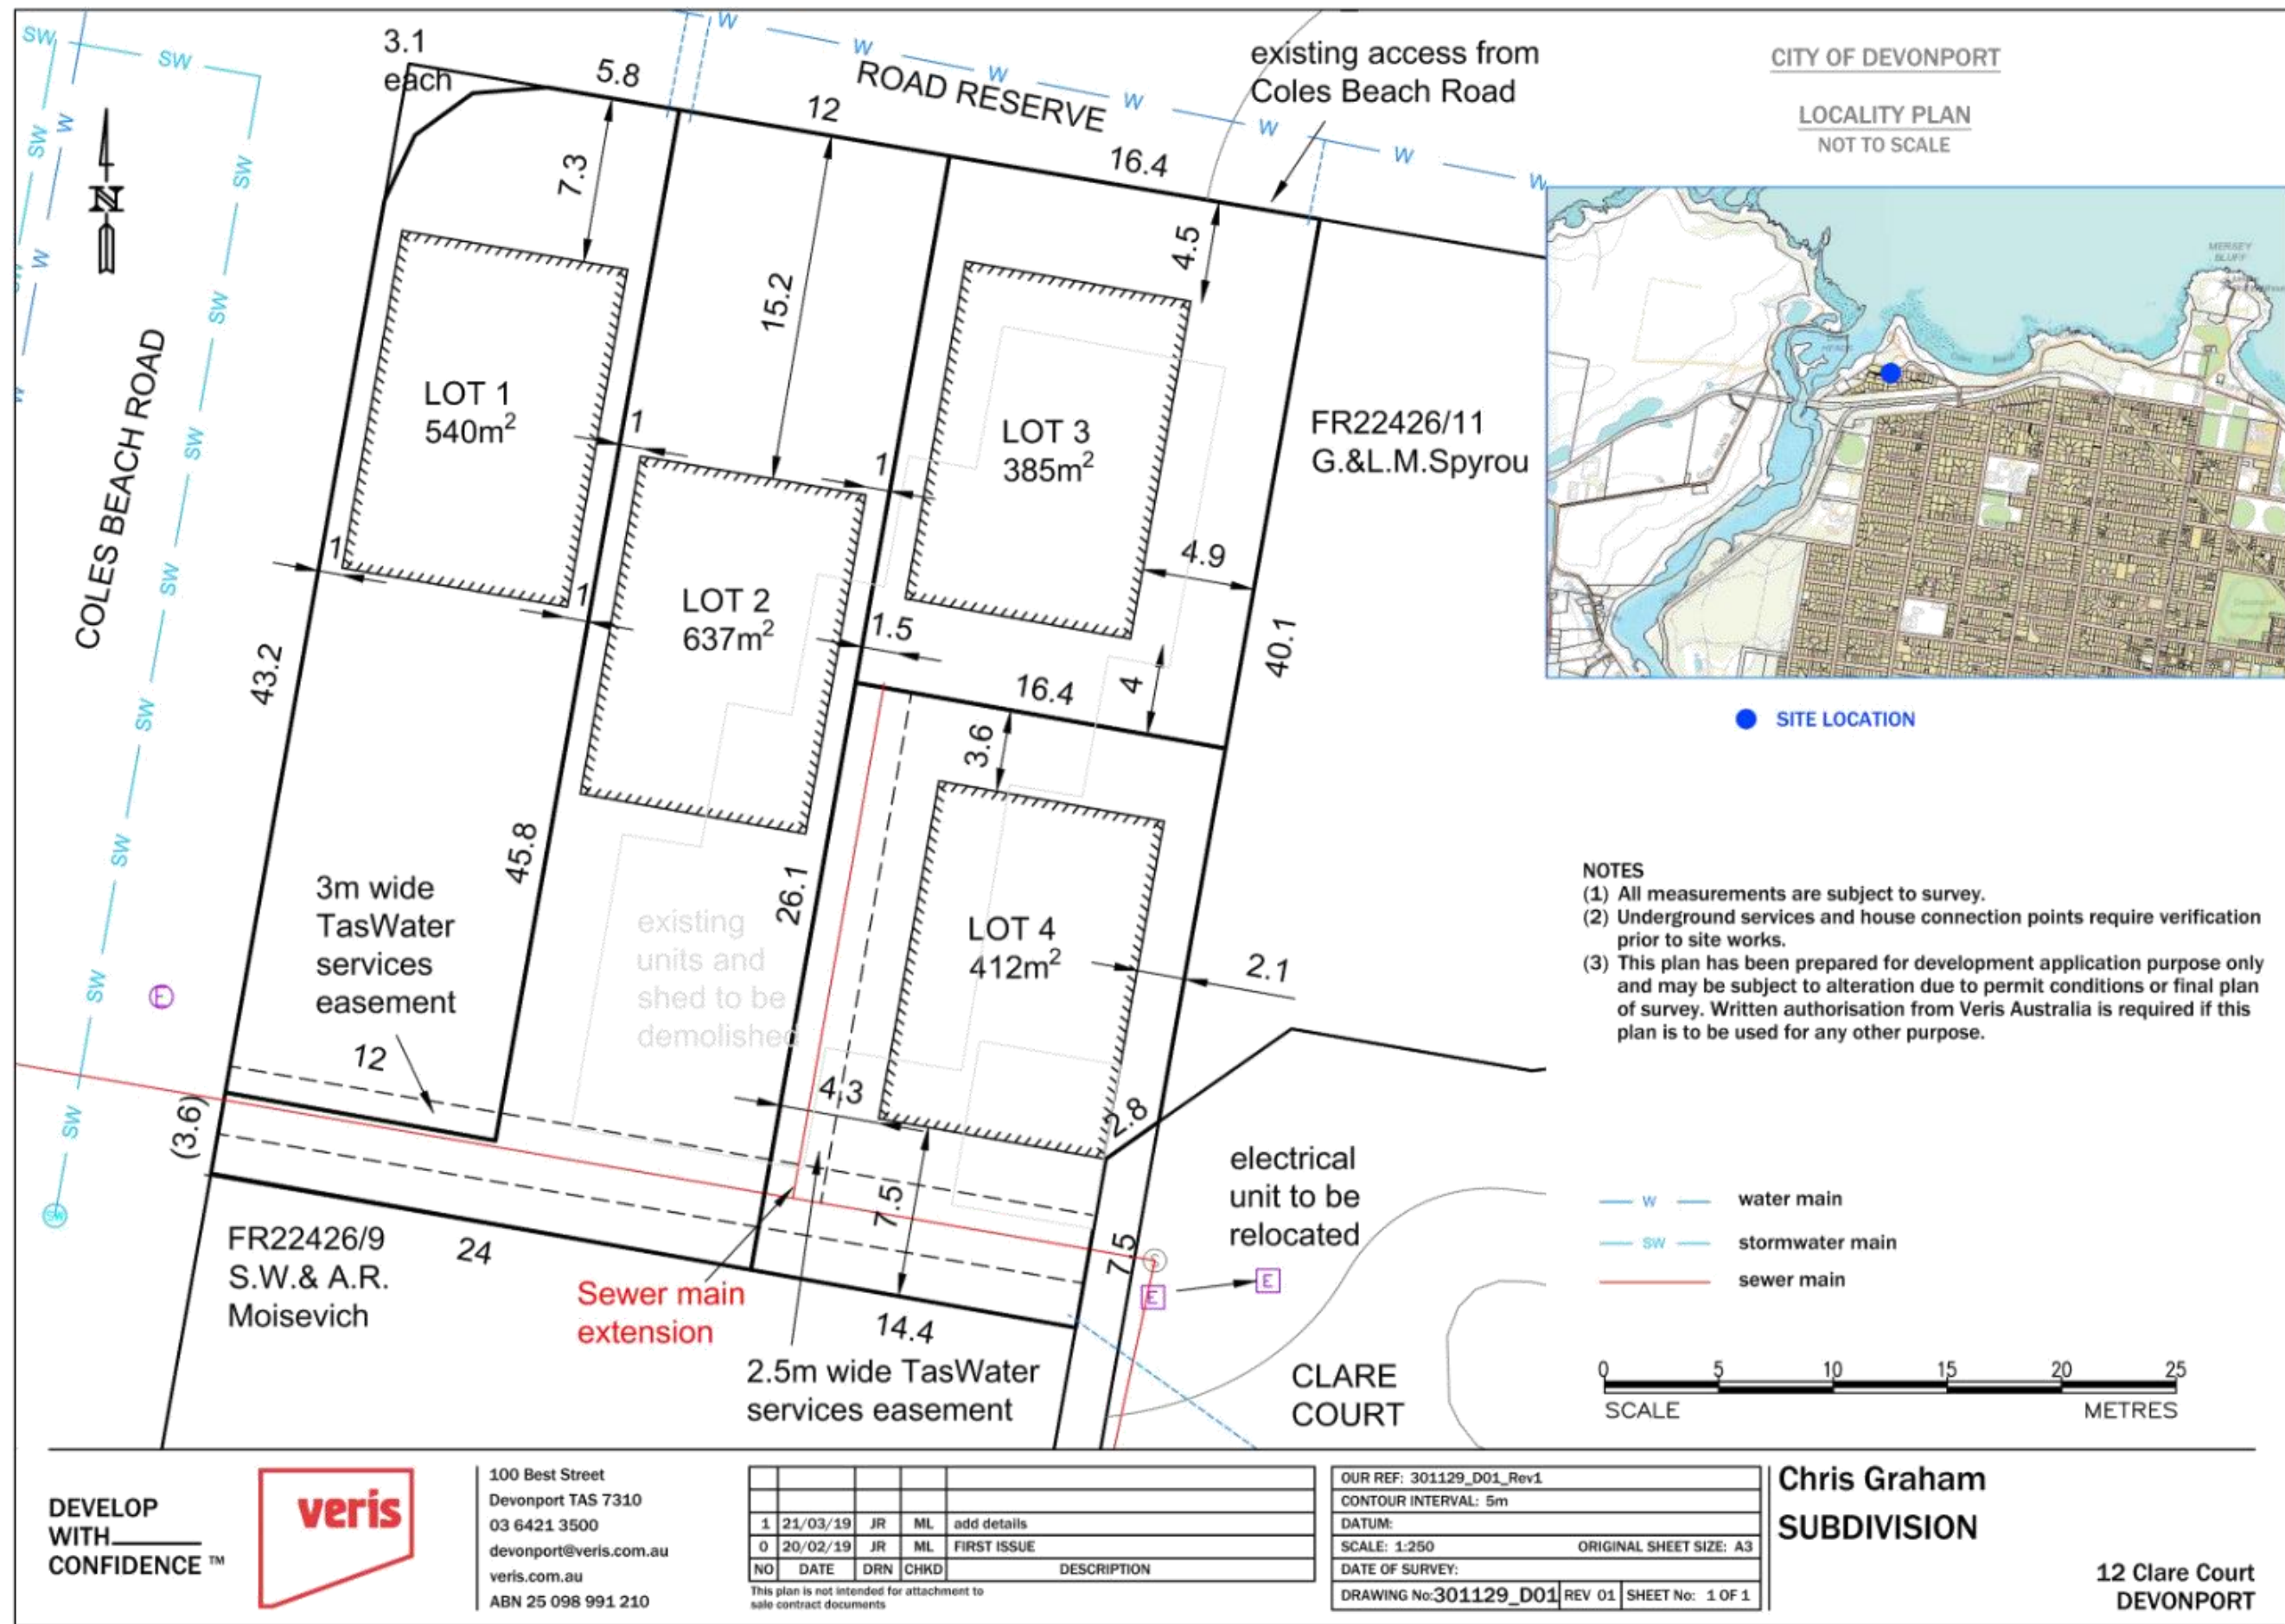 3.1
each
5.8
12
ROAD RESERVE
16.4
existing access from
Coles Beach Road
CITY OF DEVONPORT
LOCALITY PLAN
NOT TO SCALE
N
SW
SW
SW
SW
SW
SW
SW
SW
SW
SW
SW
SW
SW
W
W
W
W
W
W
W
W
W
W
W
COLES BEACH ROAD
7.3
15.2
4.5
MERSEY
BLUFF
LOT 1
540m²
LOT 3
385m²
FR22426/11
G.&L.M.Spyrou
1
1
1
1
4.9
LOT 2
637m²
1.5
43.2
16.4
4
40.1
3.6
SITE LOCATION
45.8
26.1
3m wide
TasWater
services
easement
existing
units and
shed to be
demolished
LOT 4
412m²
2.1
NOTES
(1) All measurements are subject to survey.
(2) Underground services and house connection points require verification
prior to site works.
(3) This plan has been prepared for development application purpose only
and may be subject to alteration due to permit conditions or final plan
of survey. Written authorisation from Veris Australia is required if this
plan is to be used for any other purpose.
E
12
(3.6)
4.3
2.8
7.5
7.5
electrical
unit to be
relocated
S
E
E
SW
FR22426/9
S.W.& A.R.
Moisevich
24
Sewer main
extension
14.4
2.5m wide TasWater
services easement
CLARE
COURT
W water main
SW stormwater main
sewer main
0 5 10 15 20 25
SCALE METRES
DEVELOP
WITH
CONFIDENCE ™
veris
100 Best Street
Devonport TAS 7310
03 6421 3500
devonport@veris.com.au
veris.com.au
ABN 25 098 991 210
1 21/03/19 JR ML add details
0 20/02/19 JR ML FIRST ISSUE
NO DATE DRN CHKD DESCRIPTION
This plan is not intended for attachment to
sale contract documents
OUR REF: 301129_D01_Rev1
CONTOUR INTERVAL: 5m
DATUM:
SCALE: 1:250 ORIGINAL SHEET SIZE: A3
DATE OF SURVEY:
DRAWING No:301129_D01 REV 01 SHEET No: 1 OF 1
Chris Graham
SUBDIVISION
12 Clare Court
DEVONPORT